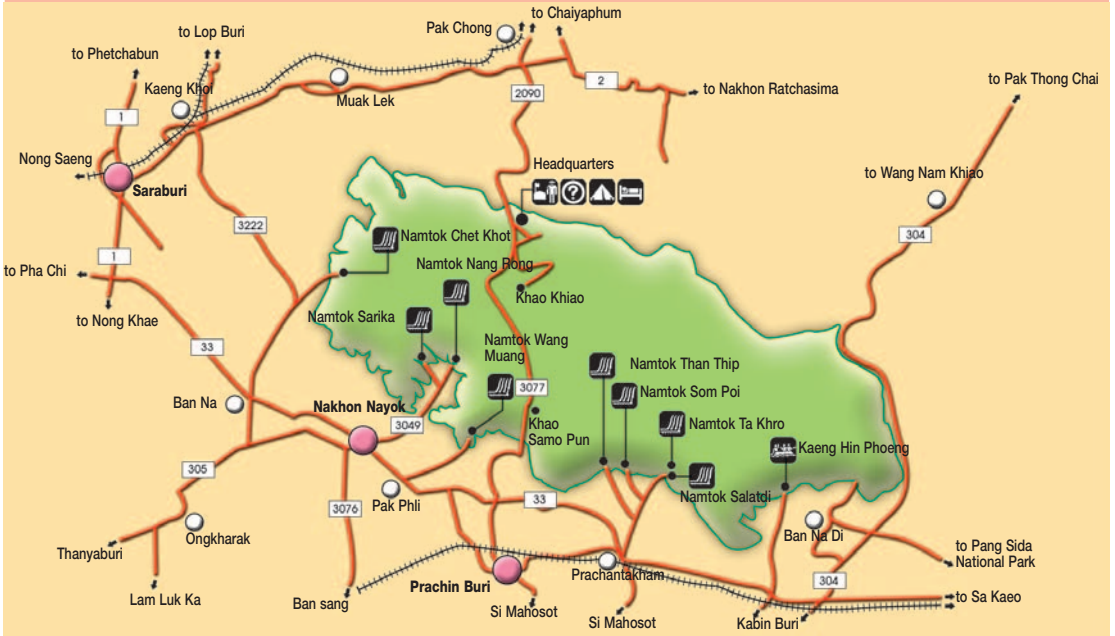 to Chaiyaphum
Pak Chong
to Lop Buri
to Phetchabun
Kaeng Khoi
Muak Lek
2090
2
to Nakhon Ratchasima
to Pak Thong Chai
1
Nong Saeng
Saraburi
Headquarters
?
to Wang Nam Khiao
3222
304
Namtok Chet Khot
1
to Pha Chi
Namtok Nang Rong
Khao Khiao
to Nong Khae
Namtok Sarika
33
Namtok Wang
Muang
Namtok Than Thip
3077
Namtok Som Poi
Ban Na
Nakhon Nayok
3049
Khao
Samo Pun
Namtok Ta Khro
Kaeng Hin Phoeng
305
Namtok Salatdi
Pak Phli
33
3076
Ongkharak
Ban Na Di
Thanyaburi
to Pang Sida
National Park
Prachantakham
304
Prachin Buri
Lam Luk Ka
Ban sang
to Sa Kaeo
Si Mahosot
Si Mahosot
Kabin Buri